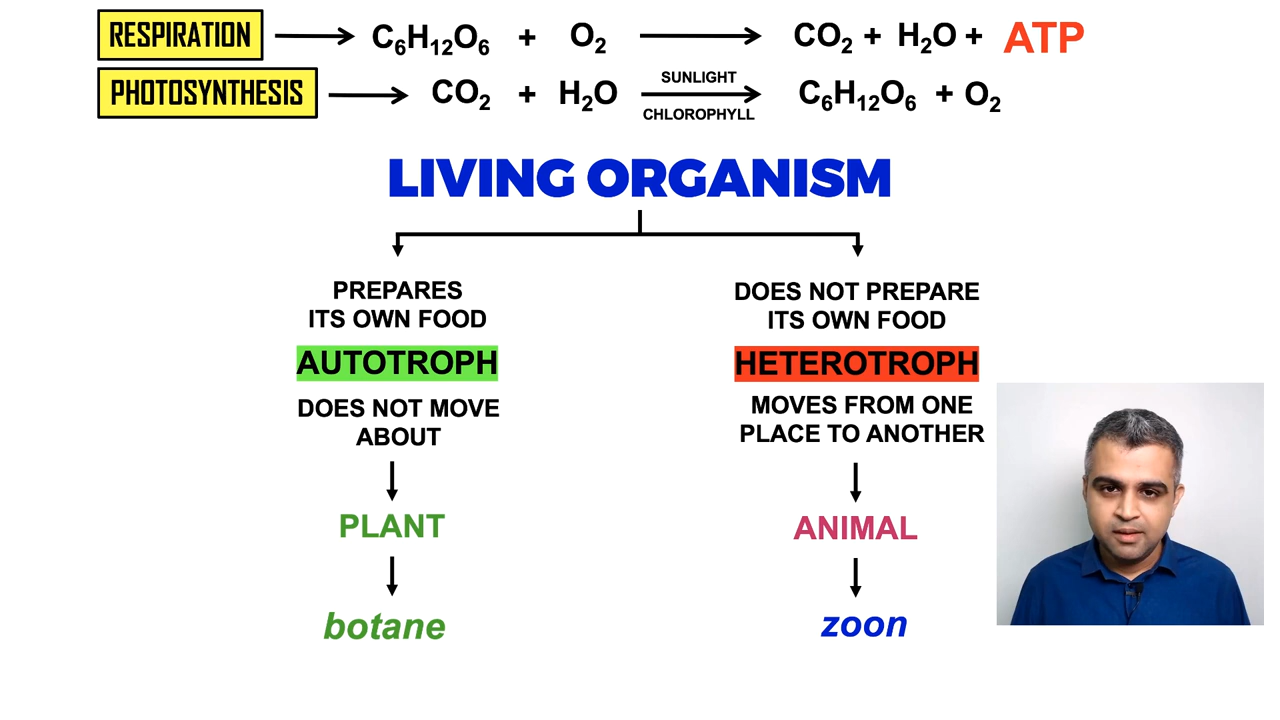 RESPIRATION C₆H₁₂O₆ + O₂ CO₂ + H₂O + ATP
PHOTOSYNTHESIS CO₂ + H₂O SUNLIGHT CHLOROPHYLL C₆H₁₂O₆ + O₂
LIVING ORGANISM
PREPARES
ITS OWN FOOD
AUTOTROPH
DOES NOT MOVE
ABOUT
PLANT
botane
DOES NOT PREPARE
ITS OWN FOOD
HETEROTROPH
MOVES FROM ONE
PLACE TO ANOTHER
ANIMAL
zoon